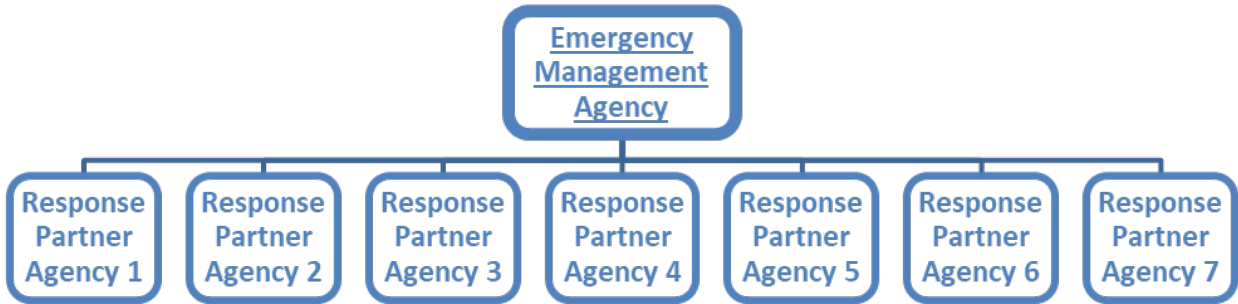 Emergency
Management
Agency
Response
Partner
Agency 1
Response
Partner
Agency 2
Response
Partner
Agency 3
Response
Partner
Agency 4
Response
Partner
Agency 5
Response
Partner
Agency 6
Response
Partner
Agency 7